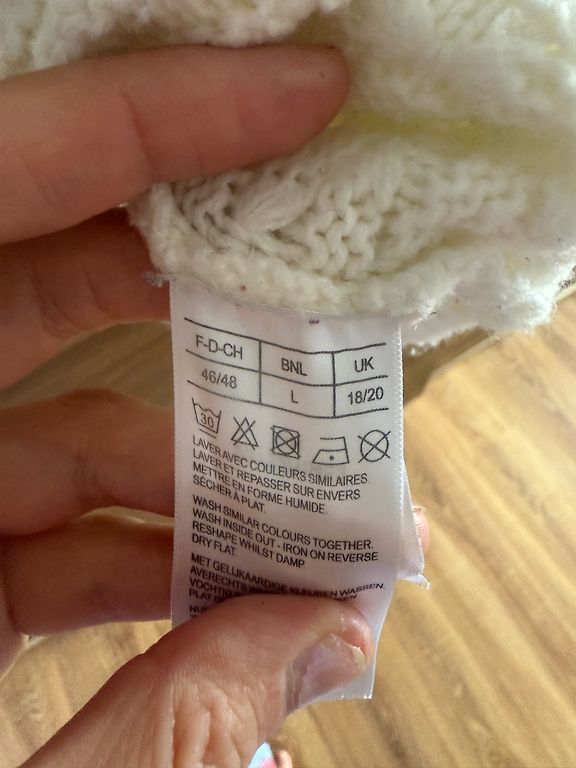 F-D-CH BNL UK
46/48 L 18/20
30
LAVER AVEC COULEURS SIMILAIRES
LAVER ET REPASSER SUR ENVERS
METTRE EN FORME HUMIDE.
SÉCHER À PLAT.
WASH SIMILAR COLOURS TOGETHER.
WASH INSIDE OUT - IRON ON REVERSE
RESHAPE WHILST DAMP
DRY FLAT
MET GELIJKAARDIGE KLEUREN WASSEN
AVERECHTS
PLAT